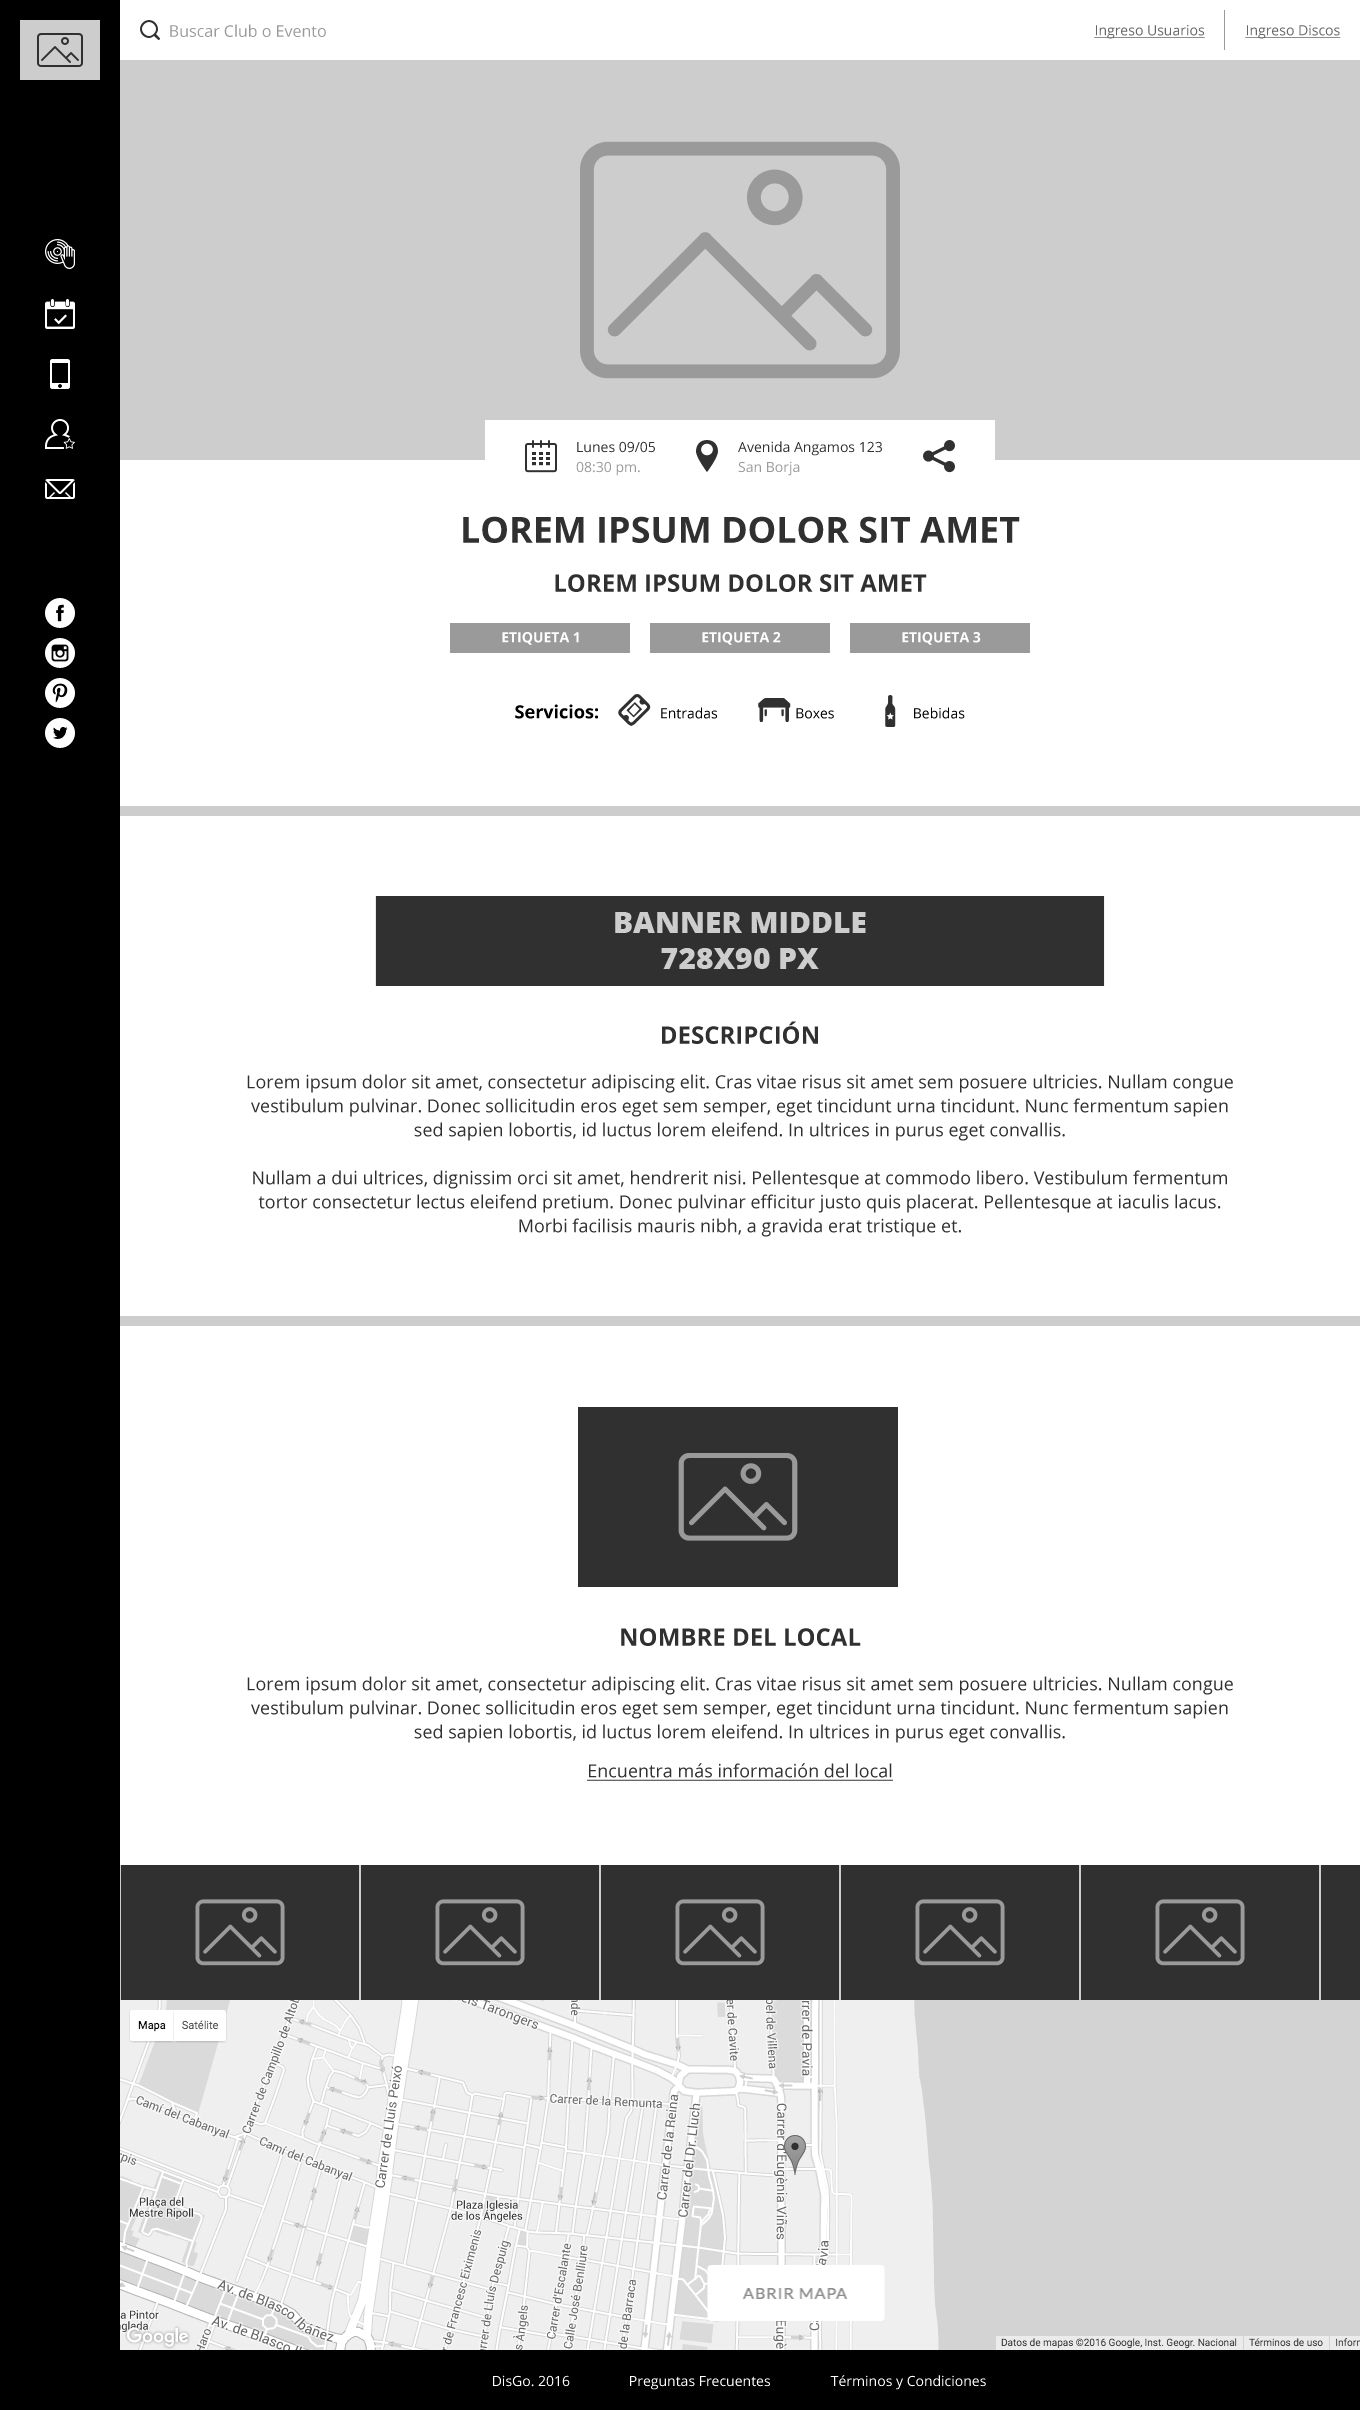 Buscar Club o Evento
Ingreso Usuarios
Ingreso Discos
Lunes 09/05
08:30 pm.
Avenida Angamos 123
San Borja
LOREM IPSUM DOLOR SIT AMET
LOREM IPSUM DOLOR SIT AMET
ETIQUETA 1
ETIQUETA 2
ETIQUETA 3
Servicios:
Entradas
Boxes
Bebidas
BANNER MIDDLE
728X90 PX
DESCRIPCIÓN
Lorem ipsum dolor sit amet, consectetur adipiscing elit. Cras vitae risus sit amet sem posuere ultricies. Nullam congue
vestibulum pulvinar. Donec sollicitudin eros eget sem semper, eget tincidunt urna tincidunt. Nunc fermentum sapien
sed sapien lobortis, id luctus lorem eleifend. In ultrices in purus eget convallis.
Nullam a dui ultrices, dignissim orci sit amet, hendrerit nisi. Pellentesque at commodo libero. Vestibulum fermentum
tortor consectetur lectus eleifend pretium. Donec pulvinar efficitur justo quis placerat. Pellentesque at iaculis lacus.
Morbi facilisis mauris nibh, a gravida erat tristique et.
NOMBRE DEL LOCAL
Lorem ipsum dolor sit amet, consectetur adipiscing elit. Cras vitae risus sit amet sem posuere ultricies. Nullam congue
vestibulum pulvinar. Donec sollicitudin eros eget sem semper, eget tincidunt urna tincidunt. Nunc fermentum sapien
sed sapien lobortis, id luctus lorem eleifend. In ultrices in purus eget convallis.
Encuentra más información del local
Mapa
Satélite
els Tarongers
er de Cavite
bel de Villena
rrer de Pavia
Carrer de Campillo de Altob
Carrer de Lluís Peixó
Camí del Cabanyal
Camí del Cabanyal
Carrer de la Remunta
Carrer de la Reina
Carrer del Dr. Lluch
Carrer d'Eugènia Viñes
Plaça del
Mestre Ripoll
Plaza Iglesia
de los Ángeles
de Francesc Eiximenis
rrer de Lluís Despuig
s Àngels
Carrer d'Escalante
Calle José Benlliure
de la Barraca
avia
Eugè
Av. de Blasco Ibáñez
Av. de Blasco I
a Pintor
Haro
Google
ABRIR MAPA
Datos de mapas ©2016 Google, Inst. Geogr. Nacional
Términos de uso
Infor
DisGo. 2016
Preguntas Frecuentes
Términos y Condiciones